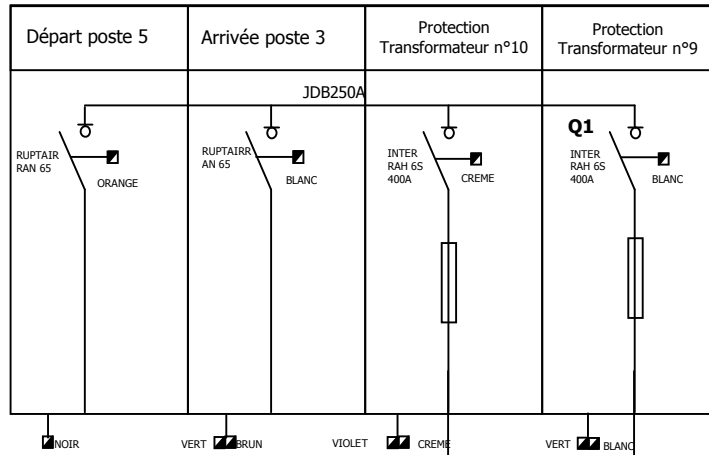 Départ poste 5
Arrivée poste 3
Protection
Transformateur n°10
Protection
Transformateur n°9
JDB250A
RUPTAIR
RAN 65
ORANGE
RUPTAIRR
AN 65
BLANC
INTER
RAH 6S
400A
CREME
Q1
INTER
RAH 6S
400A
BLANC
NOIR
VERT
BRUN
VIOLET
CREME
VERT
BLANC